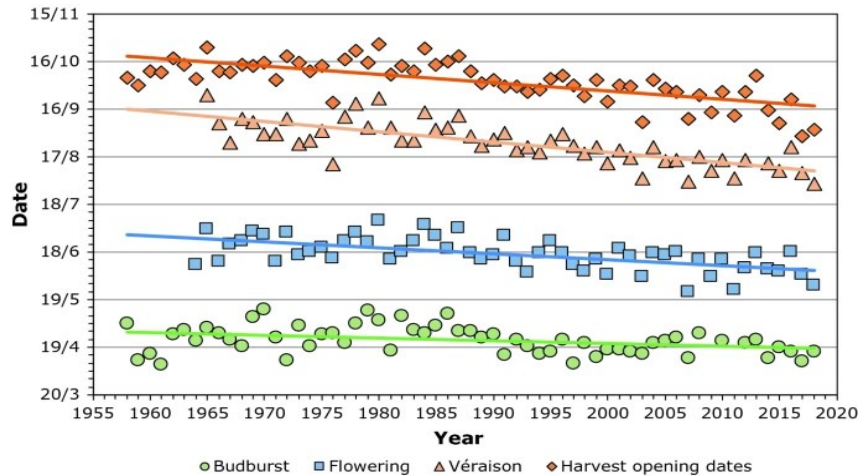 15/11
16/10
16/9
17/8
18/7
18/6
19/5
19/4
20/3
Date
1955 1960 1965 1970 1975 1980 1985 1990 1995 2000 2005 2010 2015 2020
Year
Budburst Flowering Véraison Harvest opening dates